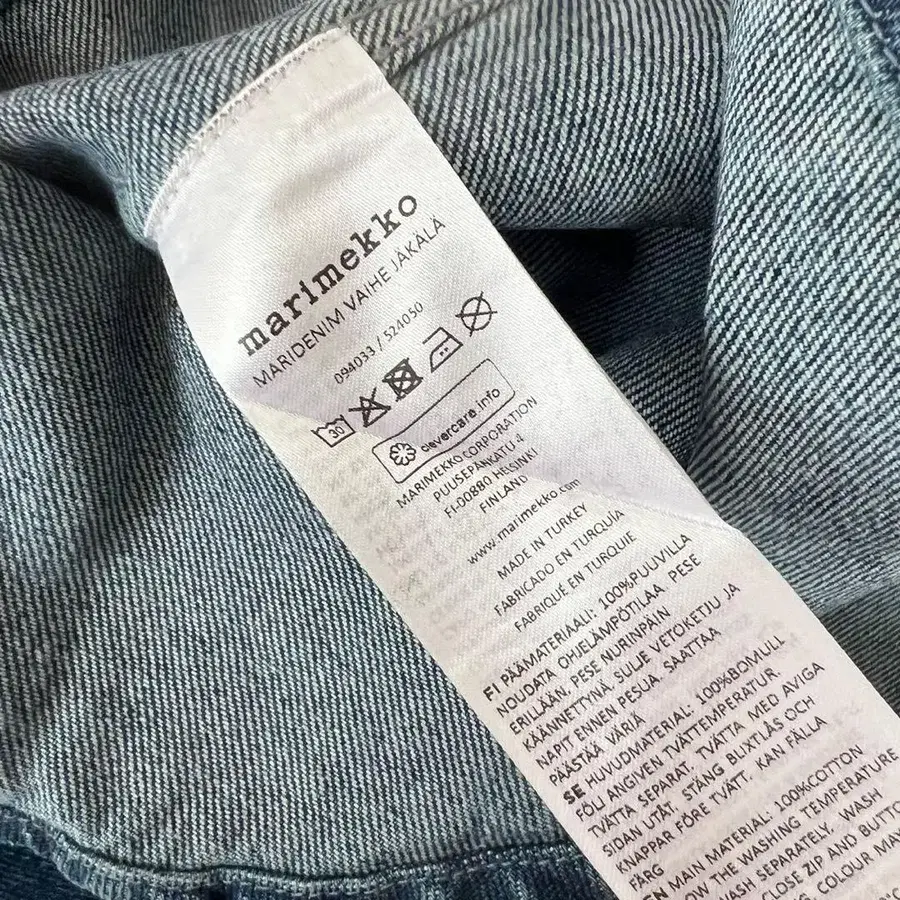 marimekko
MARIDENIM VAIHE JÄKÄLÄ
094033 / 524050
30
clevercare.info
MARIMEKKO CORPORATION
PUUSEPÄNKATU 4
FI-00880 HELSINKI
FINLAND
www.marimekko.com
MADE IN TURKEY
FABRICADO EN TURQUÍA
FABRIQUÉ EN TURQUIE
FI PÄÄMATERIAALI: 100%PUUVILLA
NOUDATA OHJELÄMPÖTILAA, PESE
ERILLÄÄN, PESE NURINPÄIN
KÄÄNNETTYNÄ, SULJE VETOKETJU JA
NAPIT ENNEN PESUA, SAATTAA
PÄÄSTÄÄ VÄRIÄ
SE HUVUDMATERIAL: 100%BOMULL
FÖLJ ANGIVEN TVÄTTEMPERATUR,
TVÄTTA SEPARAT, TVÄTTA MED AVIGA
SIDAN UTÅT, STÄNG BLIXTLÅS OCH
KNAPPAR FÖRE TVÄTT, KAN FÄLLA
FÄRG
EN MAIN MATERIAL: 100%COTTON
THE WASHING TEMPERATURE
WASH SEPARATELY, WASH
CLOSE ZIP AND BUTTO
COLOUR MAY